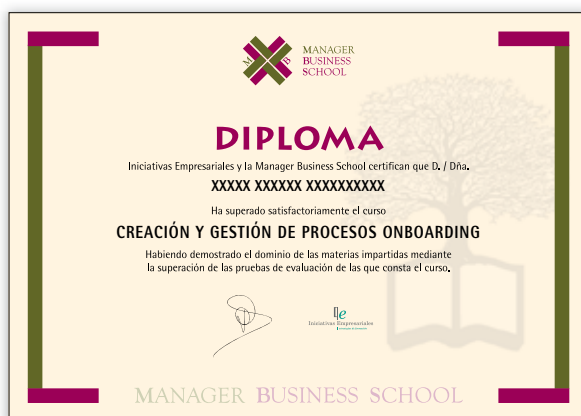 M B
MANAGER
BUSINESS
SCHOOL
DIPLOMA
Iniciativas Empresariales y la Manager Business School certifican que D. / Dña.
XXXXX XXXXXX XXXXXXXXXX
Ha superado satisfactoriamente el curso
CREACIÓN Y GESTIÓN DE PROCESOS ONBOARDING
Habiendo demostrado el dominio de las materias impartidas mediante
la superación de las pruebas de evaluación de las que consta el curso.
Ie
Iniciativas Empresariales
MANAGER BUSINESS SCHOOL